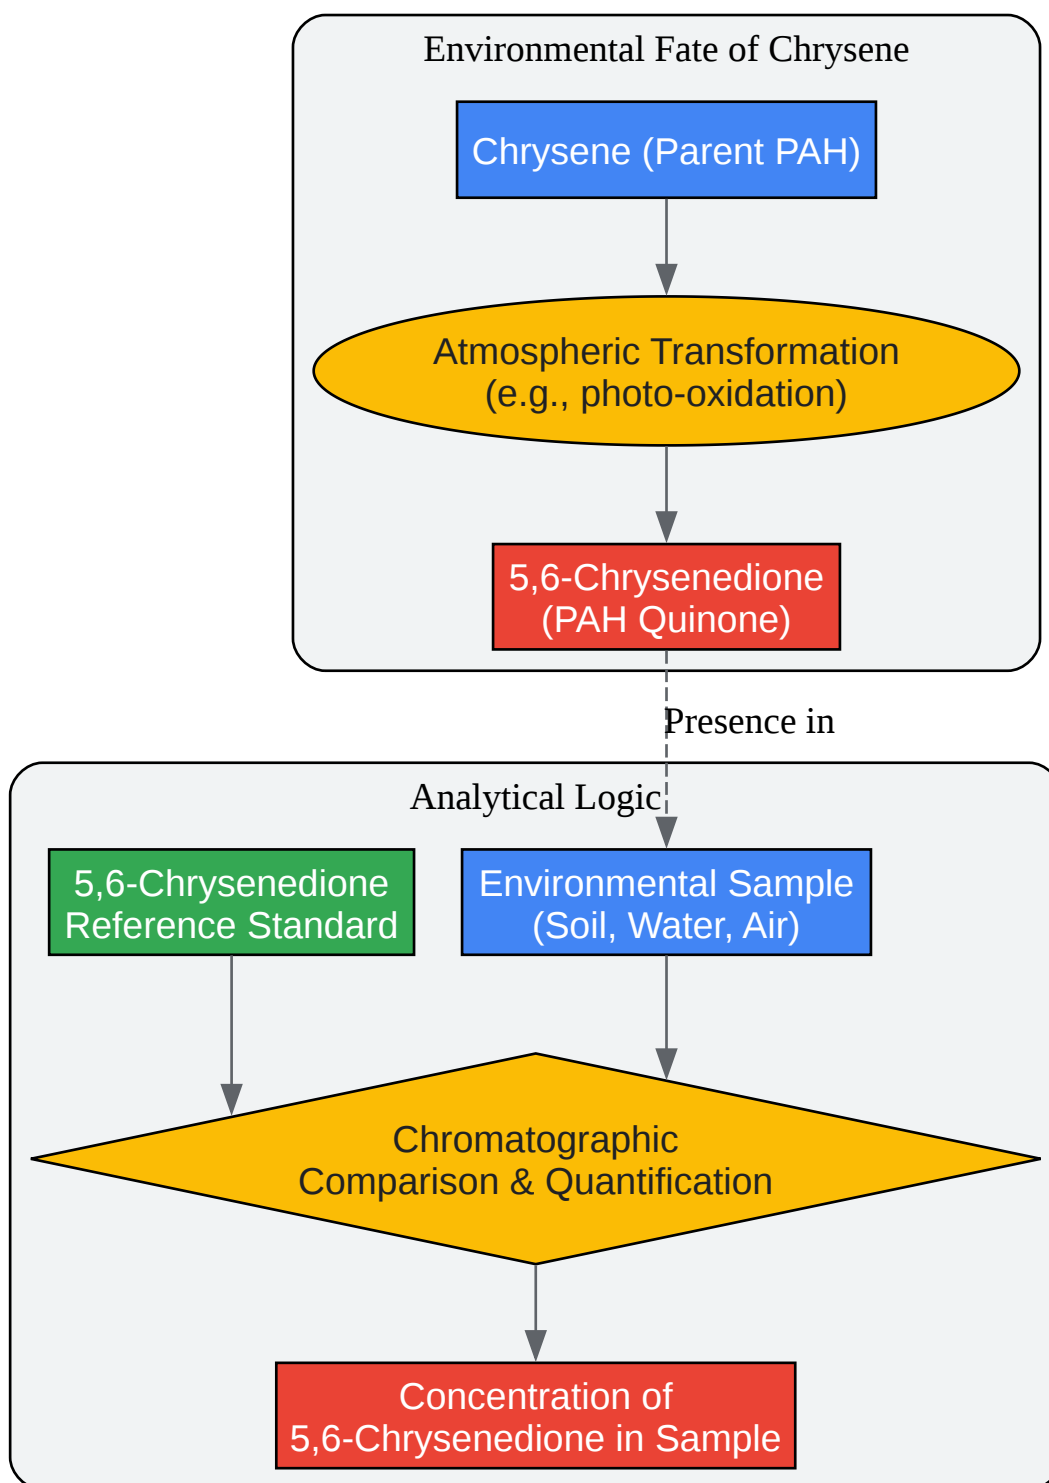 Environmental Fate of Chrysene
Chrysene (Parent PAH)
Atmospheric Transformation
(e.g., photo-oxidation)
5,6-Chrysenedione
(PAH Quinone)
Presence in
Analytical Logic
5,6-Chrysenedione
Reference Standard
Environmental Sample
(Soil, Water, Air)
Chromatographic
Comparison & Quantification
Concentration of
5,6-Chrysenedione in Sample